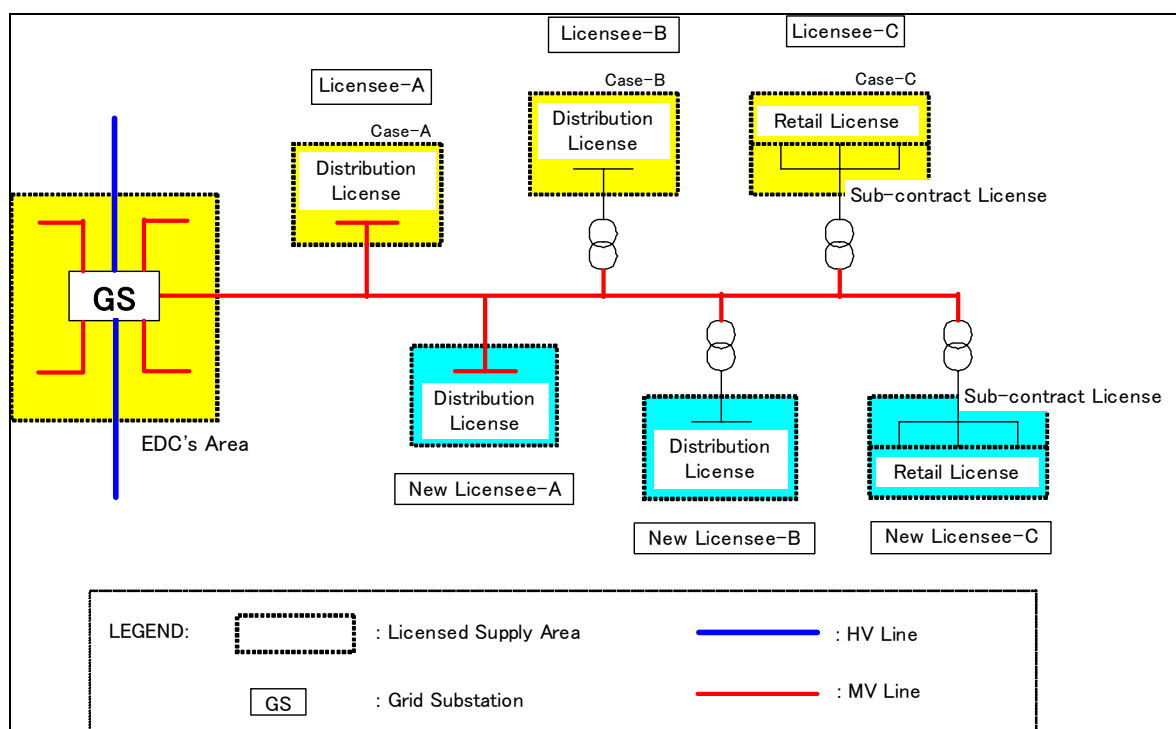 Licensee-B
Licensee-C
Licensee-A
Case-B
Case-C
Distribution
License
Retail License
Case-A
Distribution
License
Sub-contract License
GS
EDC's Area
Distribution
License
Sub-contract License
Distribution
License
Retail License
New Licensee-A
New Licensee-B
New Licensee-C
LEGEND:
: Licensed Supply Area
: HV Line
GS
: Grid Substation
: MV Line